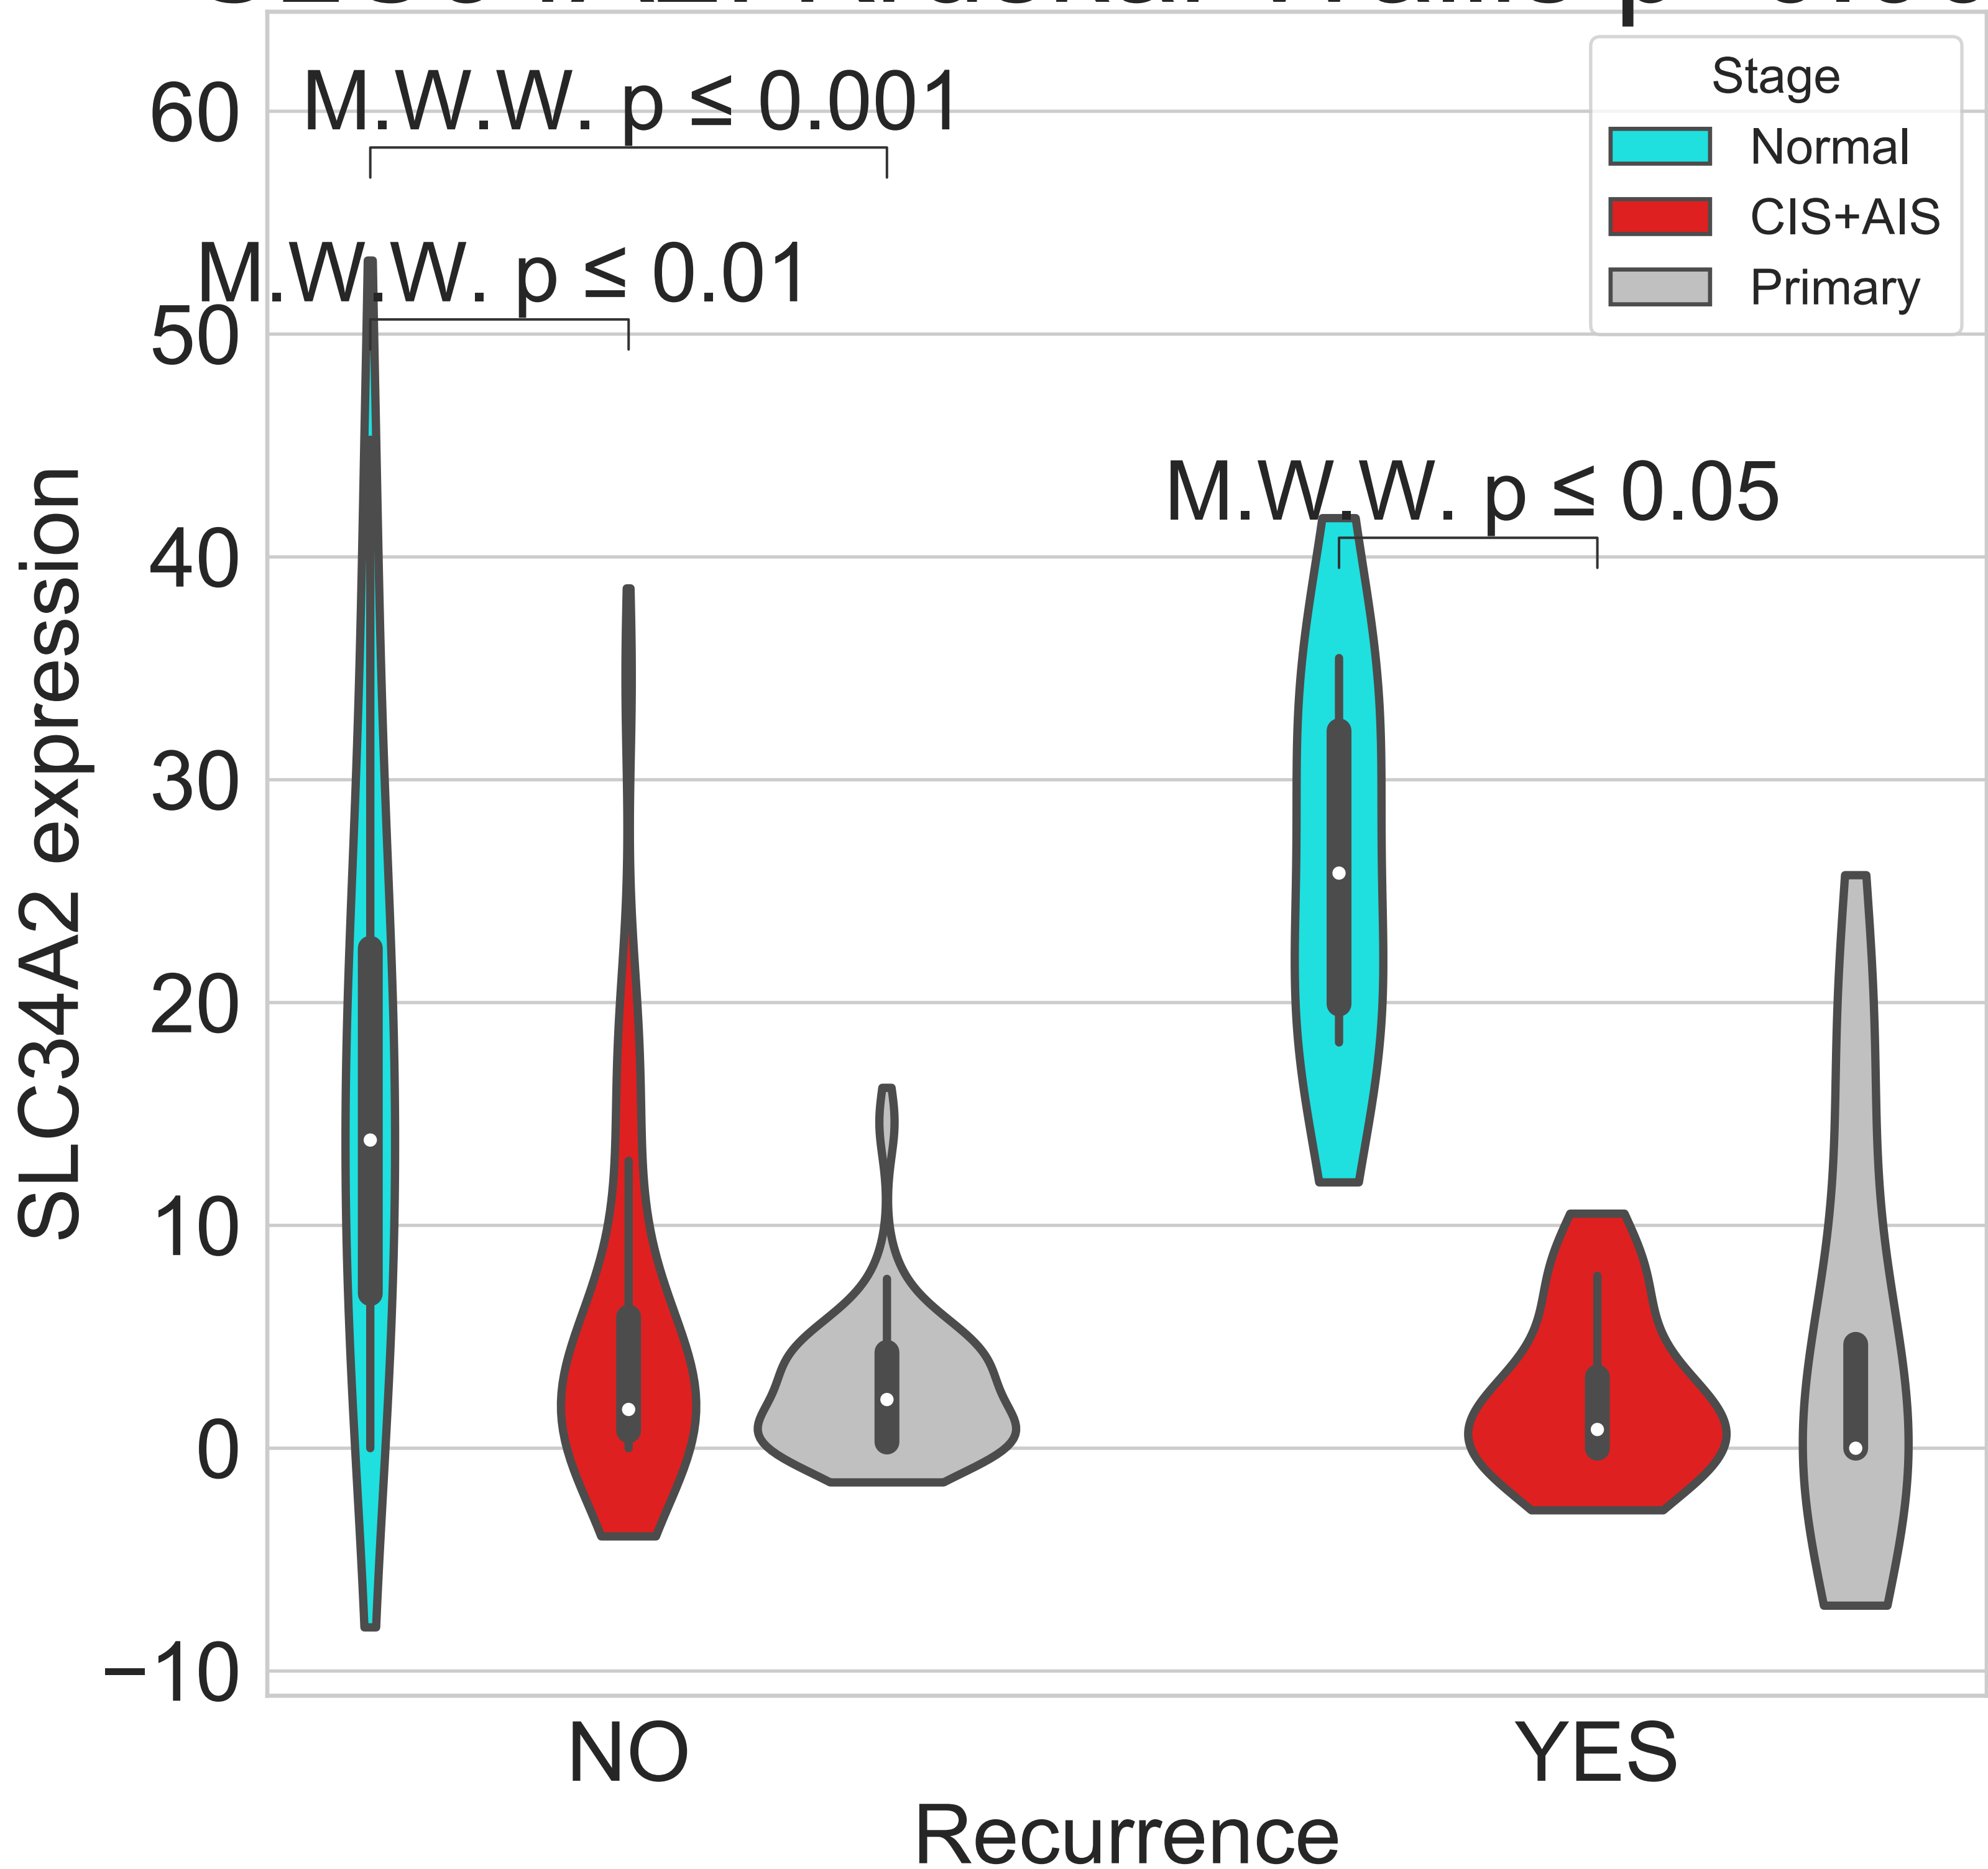 60
50
40
30
20
10
0
−10
SLC34A2 expression
M.W.W. p ≤ 0.001
M.W.W. p ≤ 0.01
M.W.W. p ≤ 0.05
Stage
Normal
CIS+AIS
Primary
NO
YES
Recurrence